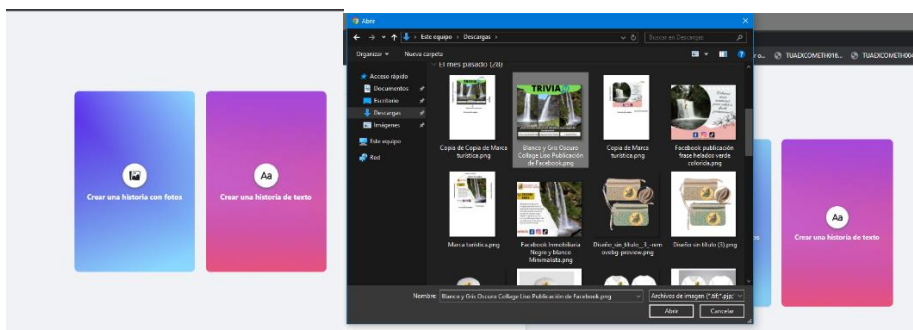 Crear una historia con fotos
Aa
Crear una historia de texto
Abrir
Este equipo > Descargas >
Buscar en Descargas
Organizar
Nueva carpeta
El mes pasado (28)
Acceso rápido
Documentos
Escritorio
Descargas
Imágenes
Este equipo
Red
TRIVIA
Copia de Copia de Marca
turística.png
Blanco y Gris Oscuro
Collage Liso Publicación
de Facebook.png
Copia de Marca
turística.png
Facebook publicación
frase helados verde
colorida.png
Marca turística.png
Facebook Inmobiliaria
Negro y blanco
Minimalista.png
Diseño sin título (3).png
Nombre:
Blanco y Gris Oscuro Collage Liso Publicación de Facebook.png
Archivos de imagen
Abrir
Cancelar
Aa
Crear una historia de texto